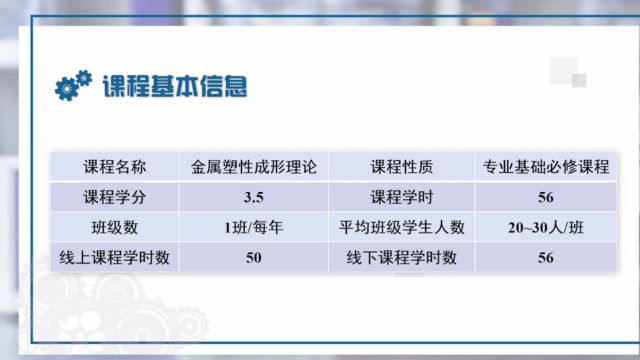 课程基本信息
课程名称 金属塑性成形理论 课程性质 专业基础必修课程
课程学分 3.5 课程学时 56
班级数 1班/每年 平均班级学生人数 20~30人/班
线上课程学时数 50 线下课程学时数 56